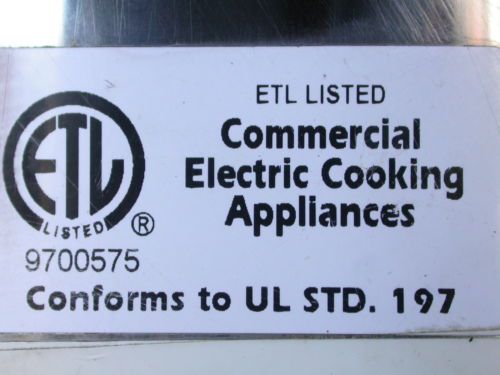 ETL
LISTED
®
9700575
ETL LISTED
Commercial
Electric Cooking
Appliances
Conforms to UL STD. 197